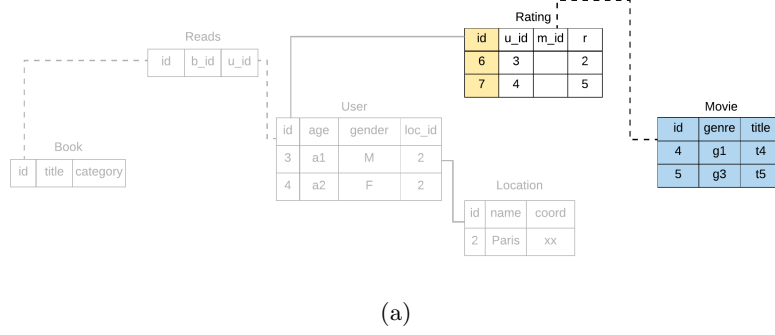 Rating
id u_id m_id r
6 3 2
7 4 5
Reads
id b_id u_id
User
id age gender loc_id
3 a1 M 2
4 a2 F 2
Movie
id genre title
4 g1 t4
5 g3 t5
Book
id title category
Location
id name coord
2 Paris xx
(a)